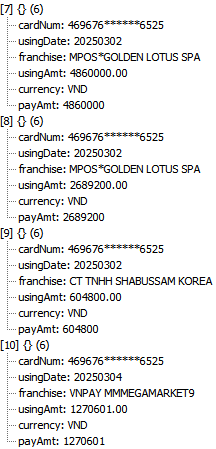 [7] {} (6)
cardNum: 469676******6525
usingDate: 20250302
franchise: MPOS*GOLDEN LOTUS SPA
usingAmt: 4860000.00
currency: VND
payAmt: 4860000
[8] {} (6)
cardNum: 469676******6525
usingDate: 20250302
franchise: MPOS*GOLDEN LOTUS SPA
usingAmt: 2689200.00
currency: VND
payAmt: 2689200
[9] {} (6)
cardNum: 469676******6525
usingDate: 20250302
franchise: CT TNHH SHABUSSAM KOREA
usingAmt: 604800.00
currency: VND
payAmt: 604800
[10] {} (6)
cardNum: 469676******6525
usingDate: 20250304
franchise: VNPAY MMMEGAMARKET9
usingAmt: 1270601.00
currency: VND
payAmt: 1270601